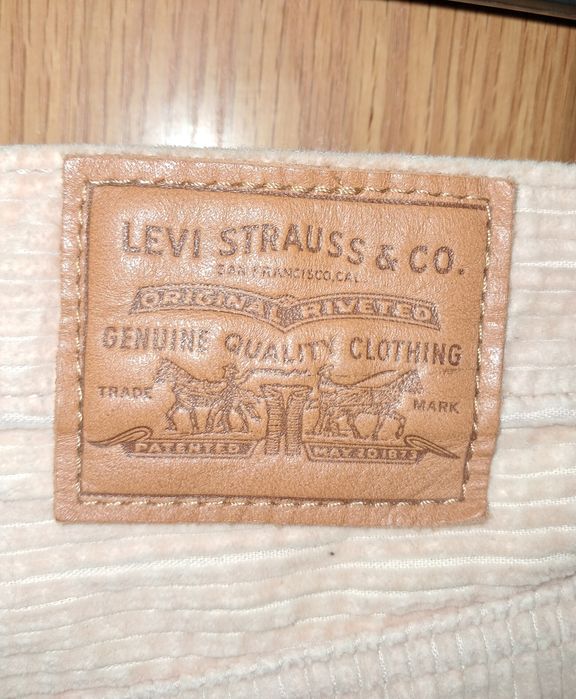 LEVI STRAUSS & CO.
SAN FRANCISCO, CAL.
ORIGINAL RIVETED
GENUINE QUALITY CLOTHING
TRADE MARK
PATENTED MAY 20 1873